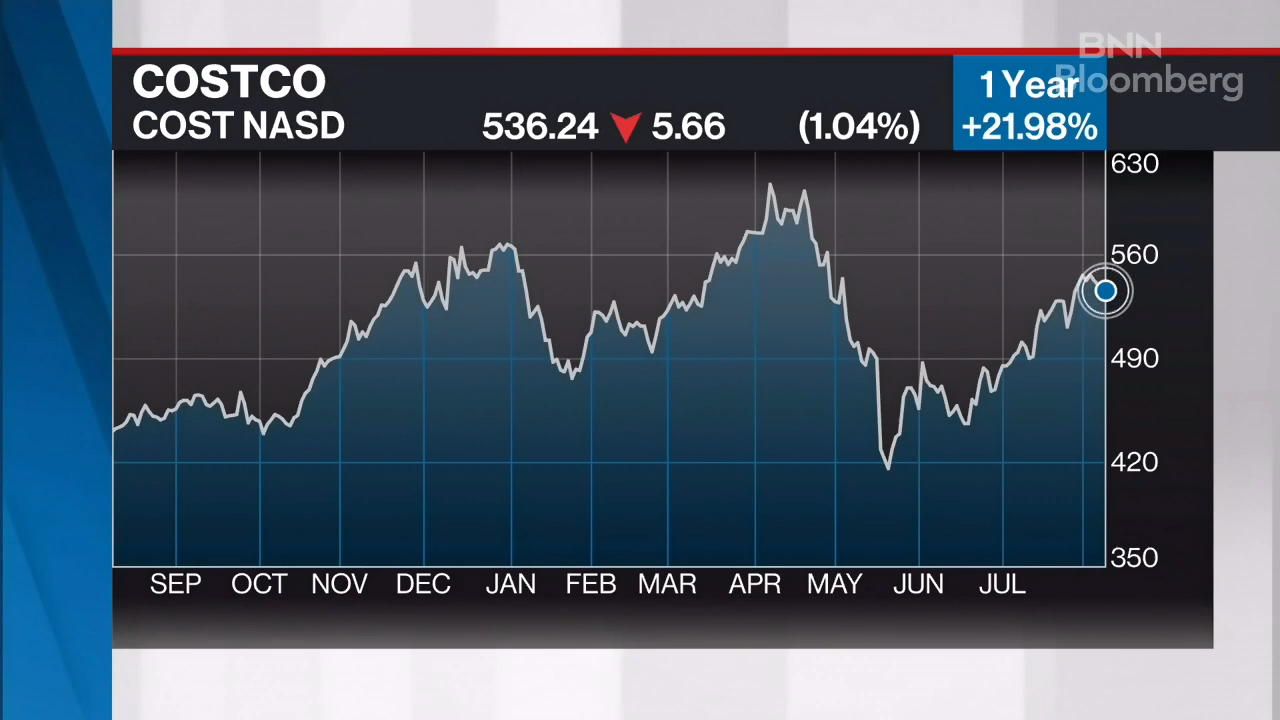 BNN
Bloomberg
COSTCO
COST NASD
536.24 5.66 (1.04%)
1 Year
+21.98%
630
560
490
420
350
SEP OCT NOV DEC JAN FEB MAR APR MAY JUN JUL